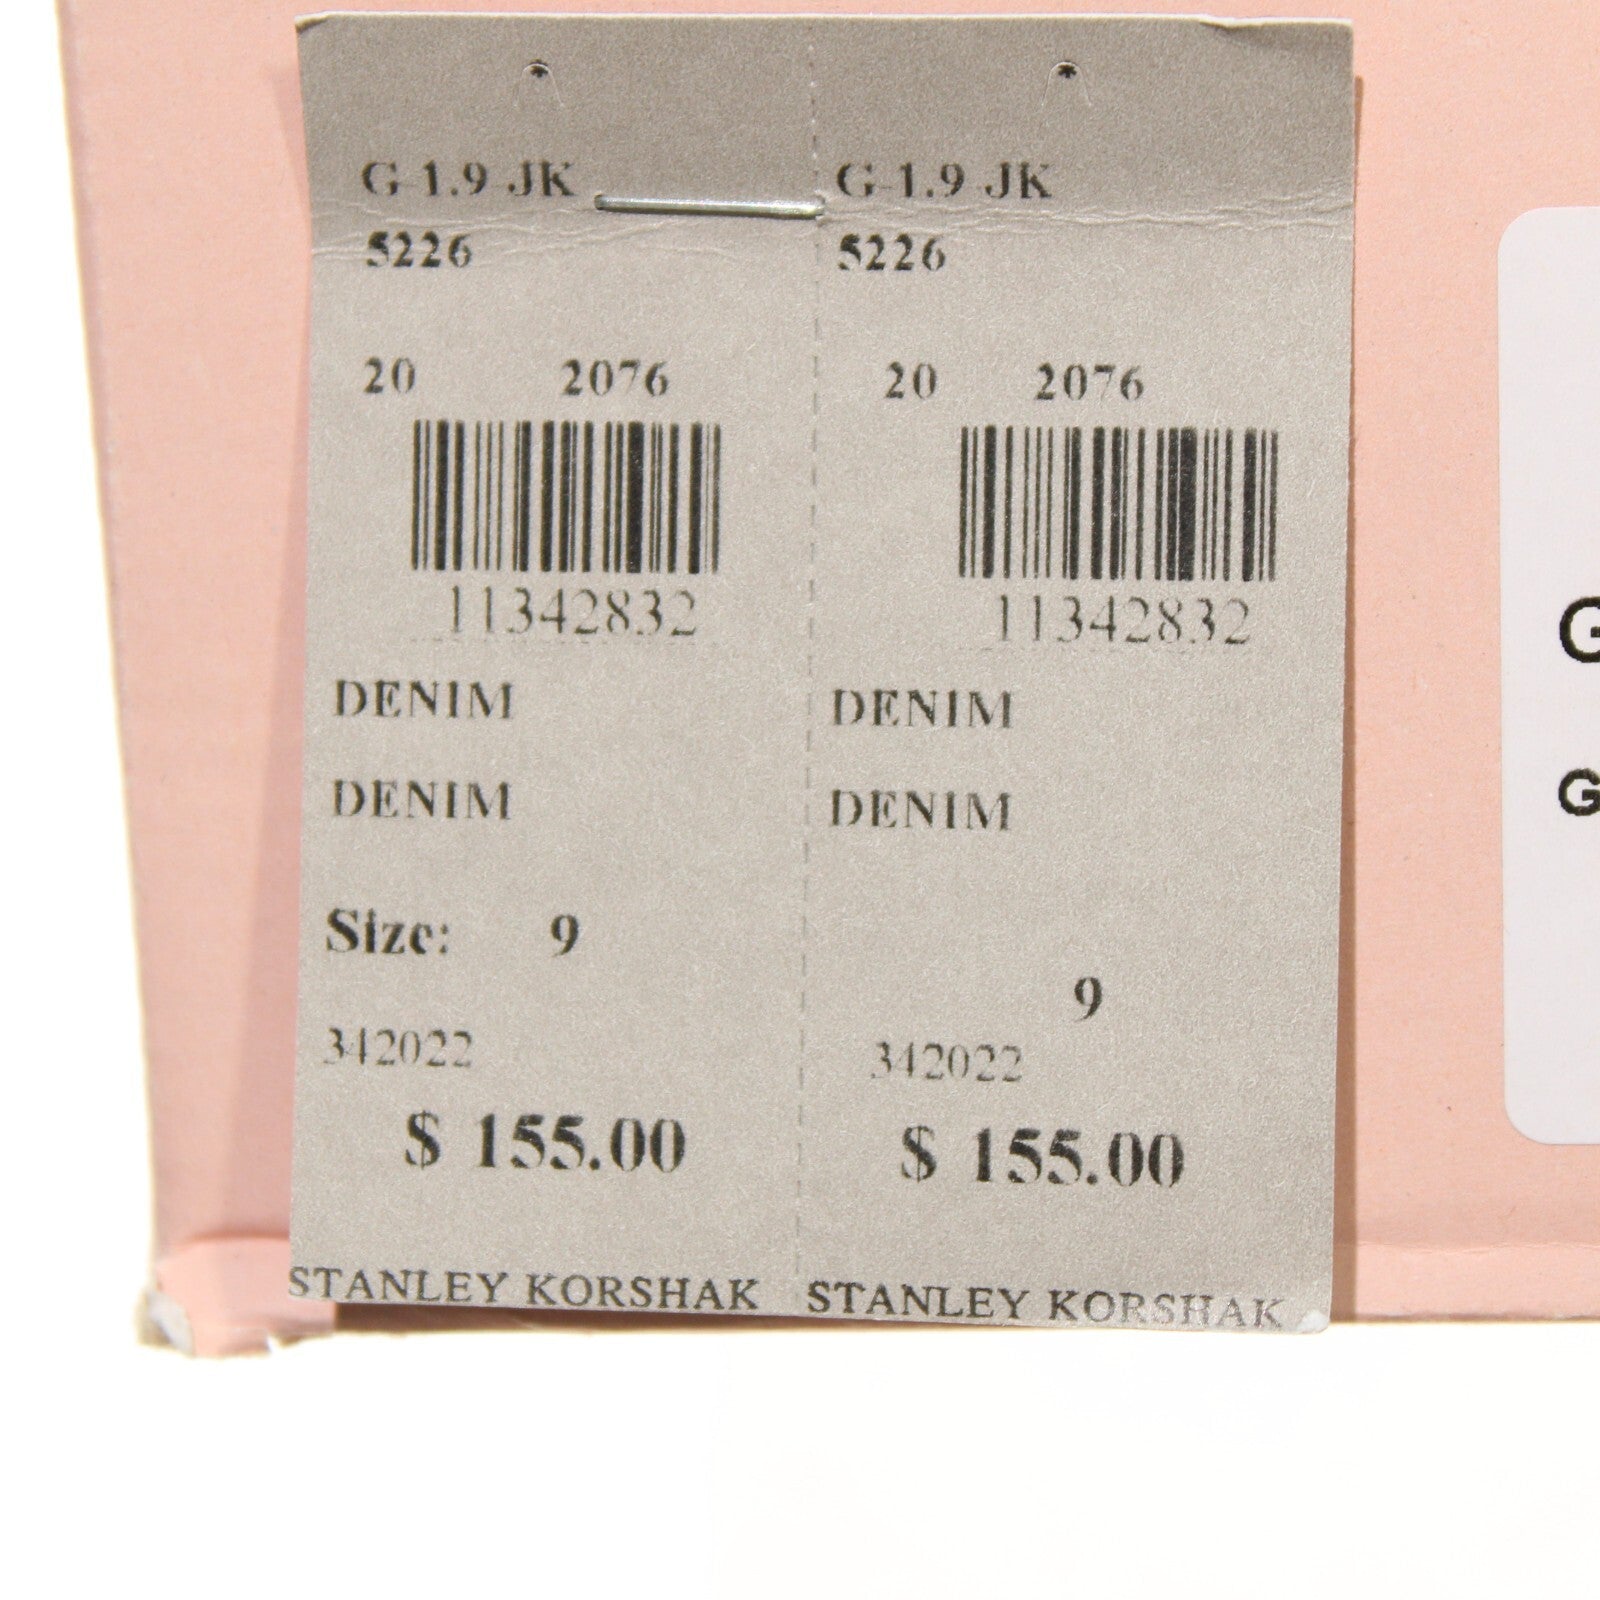 G-1.9 JK
5226
20 2076
11342832
DENIM
DENIM
Size: 9
342022
$ 155.00
STANLEY KORSHAK
G-1.9 JK
5226
20 2076
11342832
DENIM
DENIM
9
342022
$ 155.00
STANLEY KORSHAK
G
G